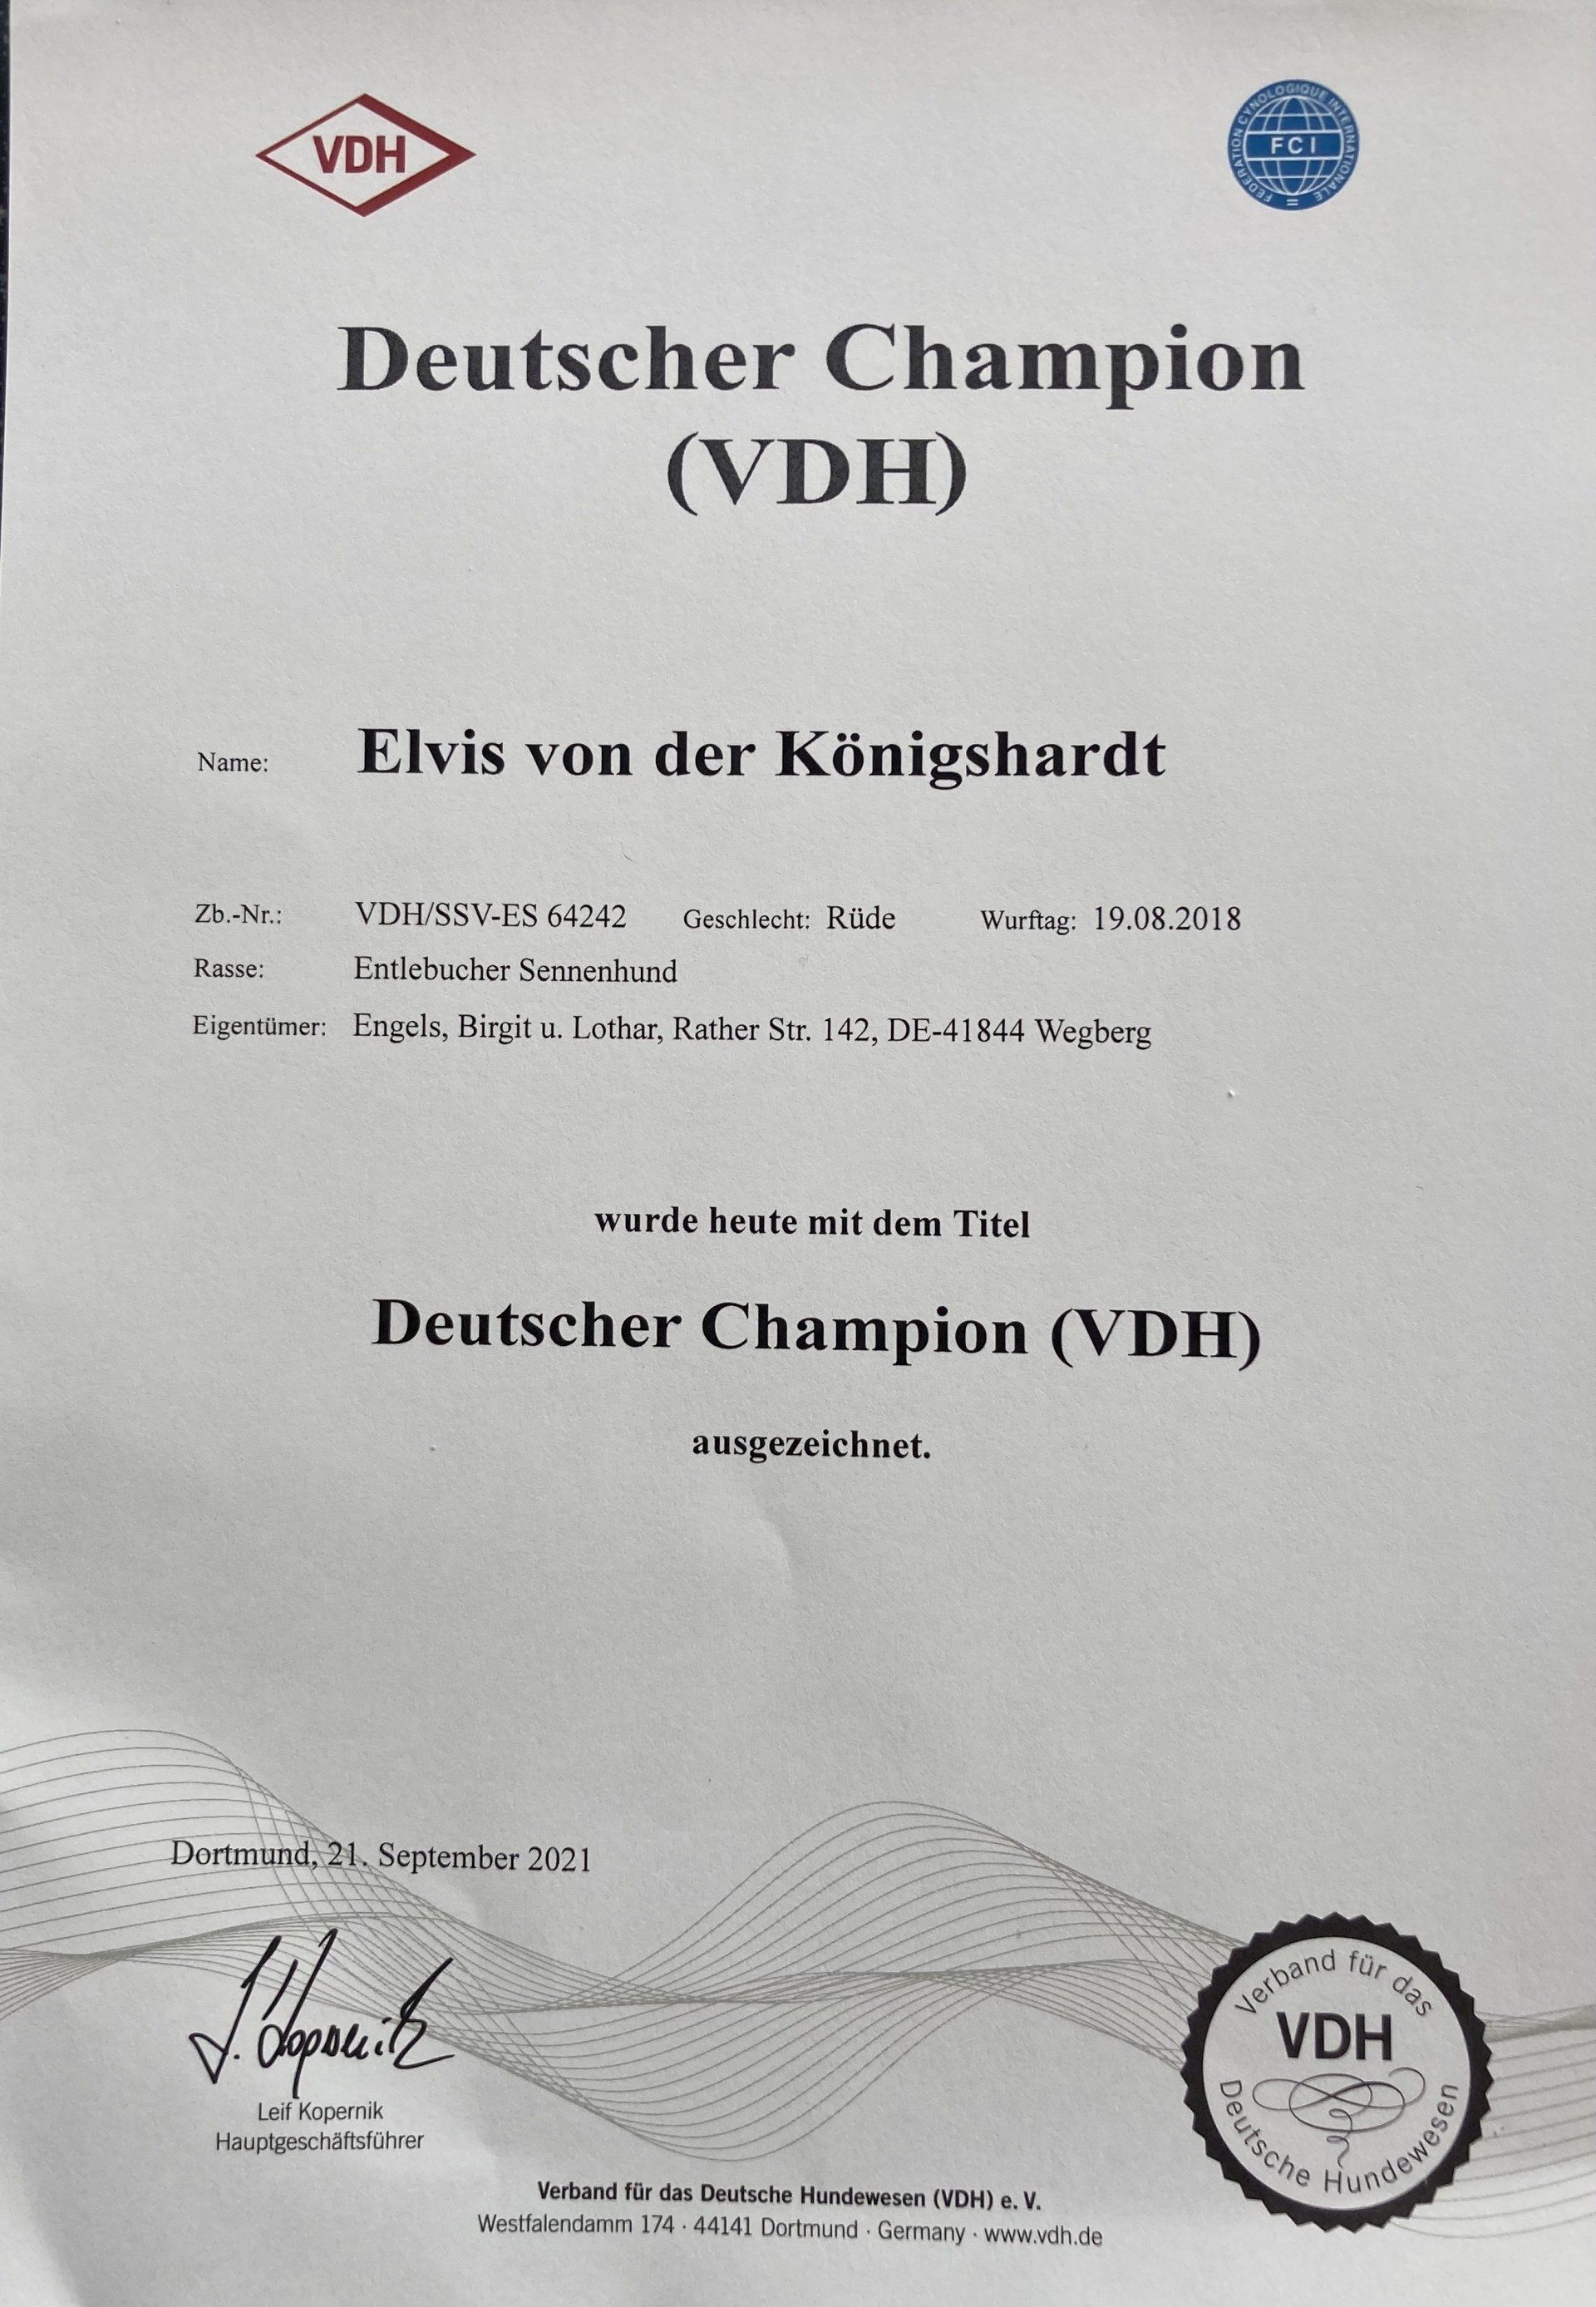 VDH
FEDERATION CYNOLOGIQUE INTERNATIONALE
FCI
Deutscher Champion
(VDH)
Name: Elvis von der Königshardt
Zb.-Nr.: VDH/SSV-ES 64242 Geschlecht: Rüde Wurftag: 19.08.2018
Rasse: Entlebucher Sennenhund
Eigentümer: Engels, Birgit u. Lothar, Rather Str. 142, DE-41844 Wegberg
wurde heute mit dem Titel
Deutscher Champion (VDH)
ausgezeichnet.
Dortmund, 21. September 2021
L. Kopernik
Leif Kopernik
Hauptgeschäftsführer
Verband für das
VDH
Deutsche Hundewesen
Verband für das Deutsche Hundewesen (VDH) e. V.
Westfalendamm 174 · 44141 Dortmund · Germany · www.vdh.de